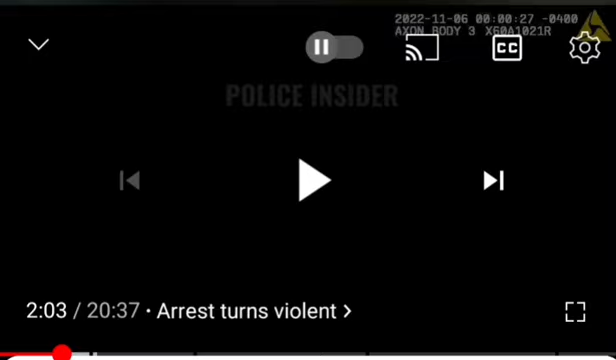 2022-11-06 00:00:27 -0400
AXON BODY 3 X60A1021R
CC
POLICE INSIDER
2:03 / 20:37 · Arrest turns violent >